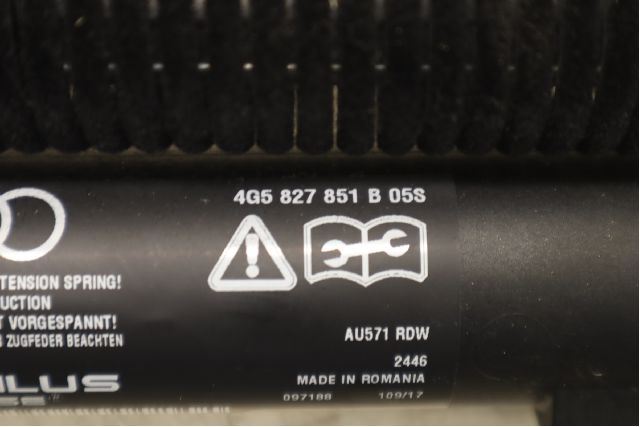 4G5 827 851 B 05S
TENSION SPRING!
UCTION
T VORGESPANNT!
ZUGFEDER BEACHTEN
AU571 RDW
2446
ILUS
MADE IN ROMANIA
097188 109/17